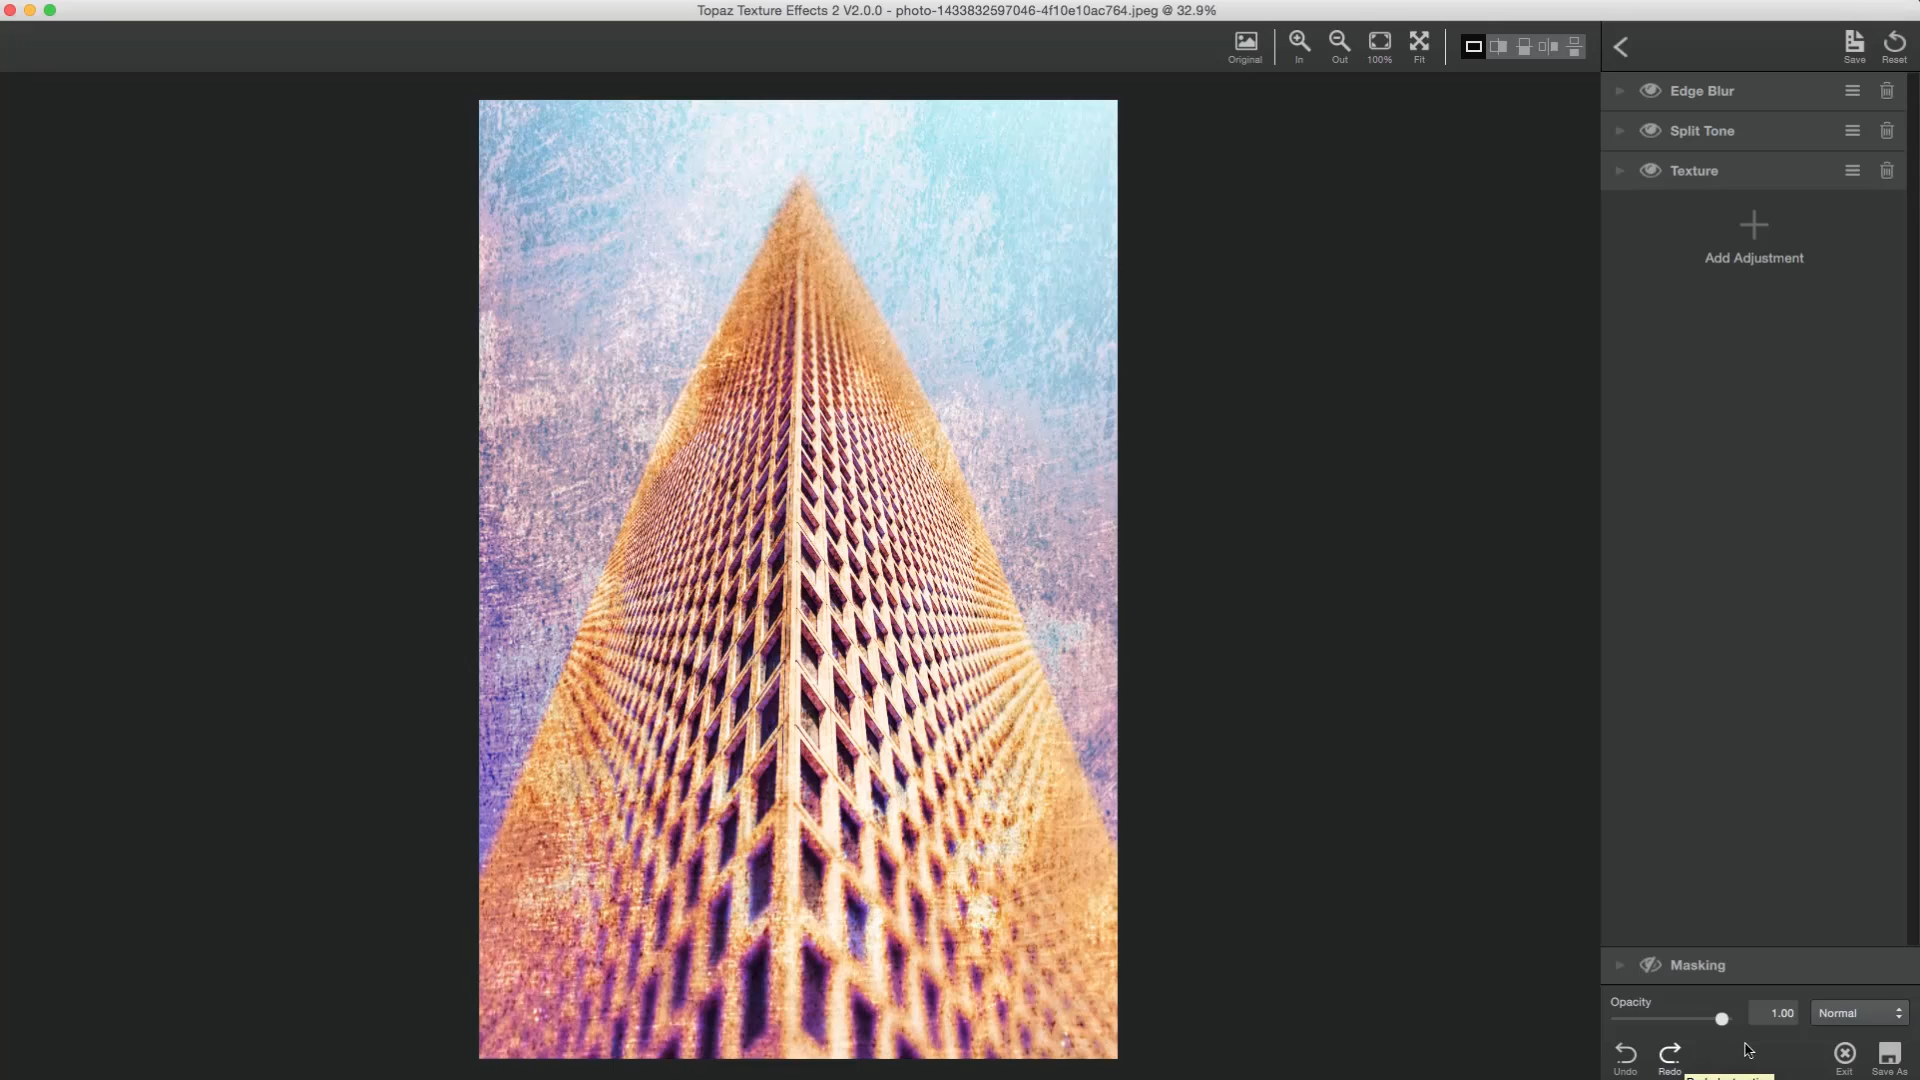 Topaz Texture Effects 2 V2.0.0 - photo-1433832597046-4f10e10ac764.jpeg @ 32.9%
Original
In
Out
100%
Fit
Save
Reset
Edge Blur
Split Tone
Texture
Add Adjustment
Masking
Opacity
1.00
Normal
Undo
Redo
Exit
Save As